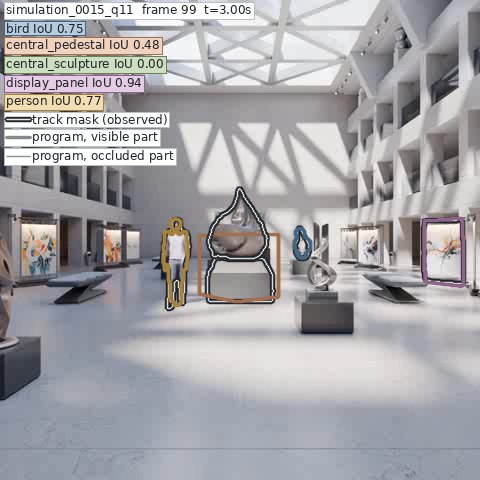 simulation_0015_q11  frame 99  t=3.00s
bird IoU 0.75
central_pedestal IoU 0.48
central_sculpture IoU 0.00
display_panel IoU 0.94
person IoU 0.77
track mask (observed)
program, visible part
program, occluded part